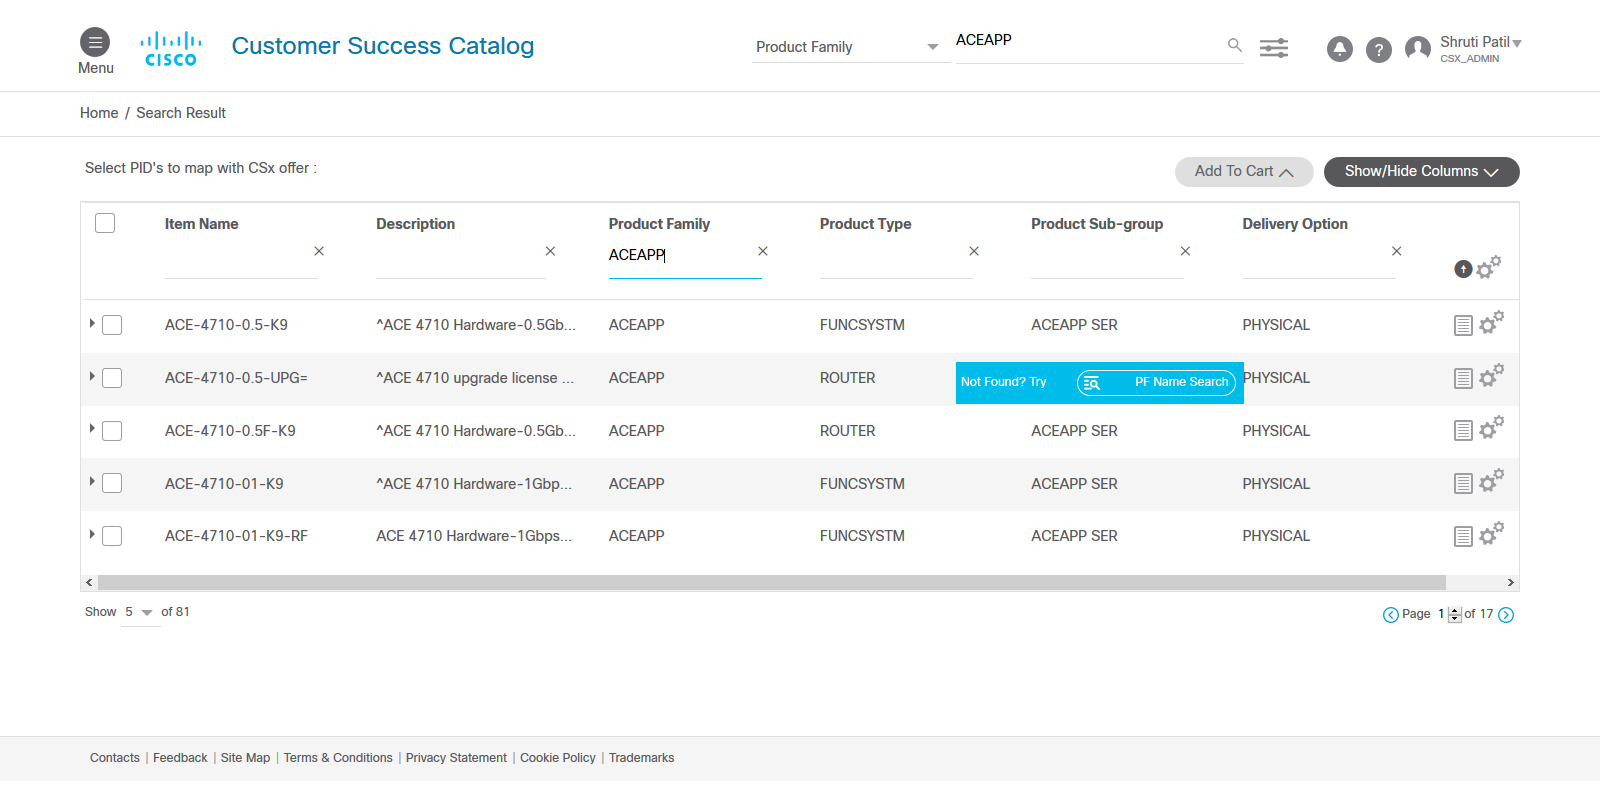 Menu
CISCO
Customer Success Catalog
Product Family
ACEAPP
?
Shruti Patil
CSX_ADMIN
Home / Search Result
Select PID's to map with CSx offer :
Add To Cart
Show/Hide Columns
Item Name Description Product Family Product Type Product Sub-group Delivery Option
ACEAPP
ACE-4710-0.5-K9 ^ACE 4710 Hardware-0.5Gb... ACEAPP FUNCSYSTM ACEAPP SER PHYSICAL
ACE-4710-0.5-UPG= ^ACE 4710 upgrade license ... ACEAPP ROUTER PHYSICAL
Not Found? Try PF Name Search
ACE-4710-0.5F-K9 ^ACE 4710 Hardware-0.5Gb... ACEAPP ROUTER ACEAPP SER PHYSICAL
ACE-4710-01-K9 ^ACE 4710 Hardware-1Gbp... ACEAPP FUNCSYSTM ACEAPP SER PHYSICAL
ACE-4710-01-K9-RF ACE 4710 Hardware-1Gbps... ACEAPP FUNCSYSTM ACEAPP SER PHYSICAL
Show 5 of 81
Page 1 of 17
Contacts | Feedback | Site Map | Terms & Conditions | Privacy Statement | Cookie Policy | Trademarks